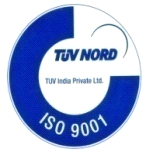 TÜV NORD
TUV India Private Ltd.
ISO 9001